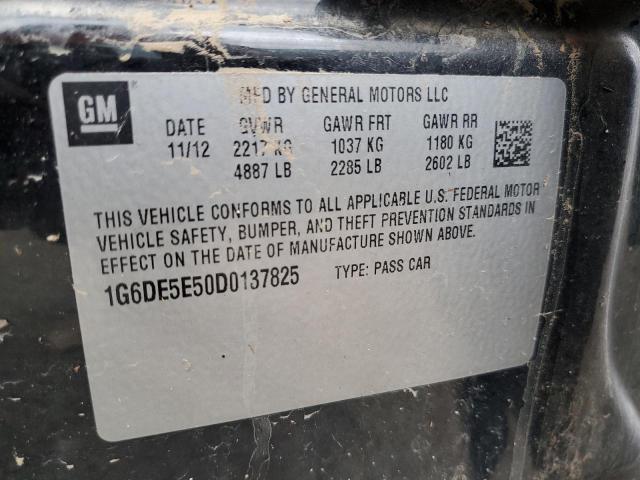 GM
MFD BY GENERAL MOTORS LLC
DATE GVWR GAWR FRT GAWR RR
11/12 2217 KG 1037 KG 1180 KG
4887 LB 2285 LB 2602 LB
THIS VEHICLE CONFORMS TO ALL APPLICABLE U.S. FEDERAL MOTOR
VEHICLE SAFETY, BUMPER, AND THEFT PREVENTION STANDARDS IN
EFFECT ON THE DATE OF MANUFACTURE SHOWN ABOVE.
1G6DE5E50D0137825 TYPE: PASS CAR